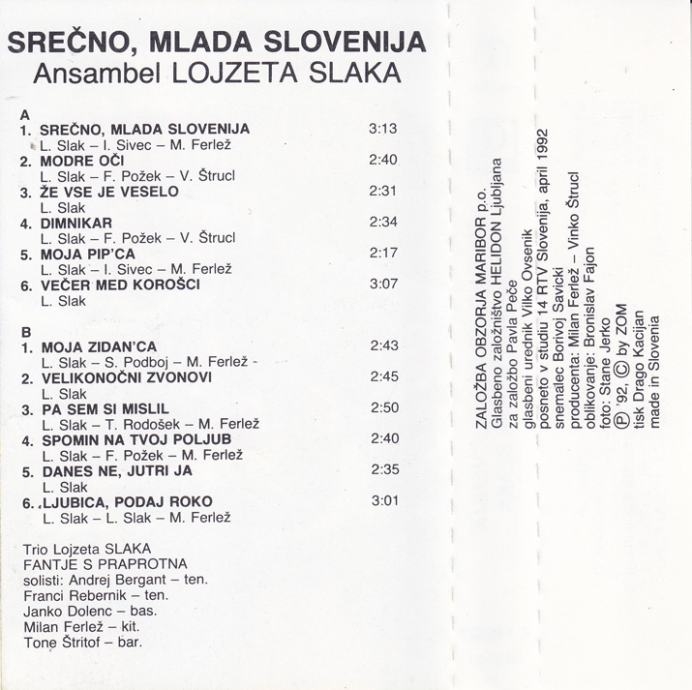 SREČNO, MLADA SLOVENIJA
Ansambel LOJZETA SLAKA
A
1. SREČNO, MLADA SLOVENIJA 3:13
L. Slak – I. Sivec – M. Ferlež
2. MODRE OČI 2:40
L. Slak – F. Požek – V. Štrucl
3. ŽE VSE JE VESELO 2:31
L. Slak
4. DIMNIKAR 2:34
L. Slak – F. Požek – V. Štrucl
5. MOJA PIP'CA 2:17
L. Slak – I. Sivec – M. Ferlež
6. VEČER MED KOROŠCI 3:07
L. Slak
B
1. MOJA ZIDAN'CA 2:43
L. Slak – S. Podboj – M. Ferlež -
2. VELIKONOČNI ZVONOVI 2:45
L. Slak
3. PA SEM SI MISLIL 2:50
L. Slak – T. Rodošek – M. Ferlež
4. SPOMIN NA TVOJ POLJUB 2:40
L. Slak – F. Požek – M. Ferlež
5. DANES NE, JUTRI JA 2:35
L. Slak
6. LJUBICA, PODAJ ROKO 3:01
L. Slak – L. Slak – M. Ferlež
Trio Lojzeta SLAKA
FANTJE S PRAPROTNA
solisti: Andrej Bergant – ten.
Franci Rebernik – ten.
Janko Dolenc – bas.
Milan Ferlež – kit.
Tone Štritof – bar.
ZALOŽBA OBZORJA MARIBOR p.o.
Glasbeno založništvo HELIDON Ljubljana
za založbo Pavla Peče
glasbeni urednik Vilko Ovsenik
posneto v studiu 14 RTV Slovenija, april 1992
snemalec Borivoj Savicki
producenta: Milan Ferlež – Vinko Štrucl
oblikovanje: Bronislav Fajon
foto: Stane Jerko
Ⓟ '92, © by ZOM
tisk Drago Kacijan
made in Slovenia